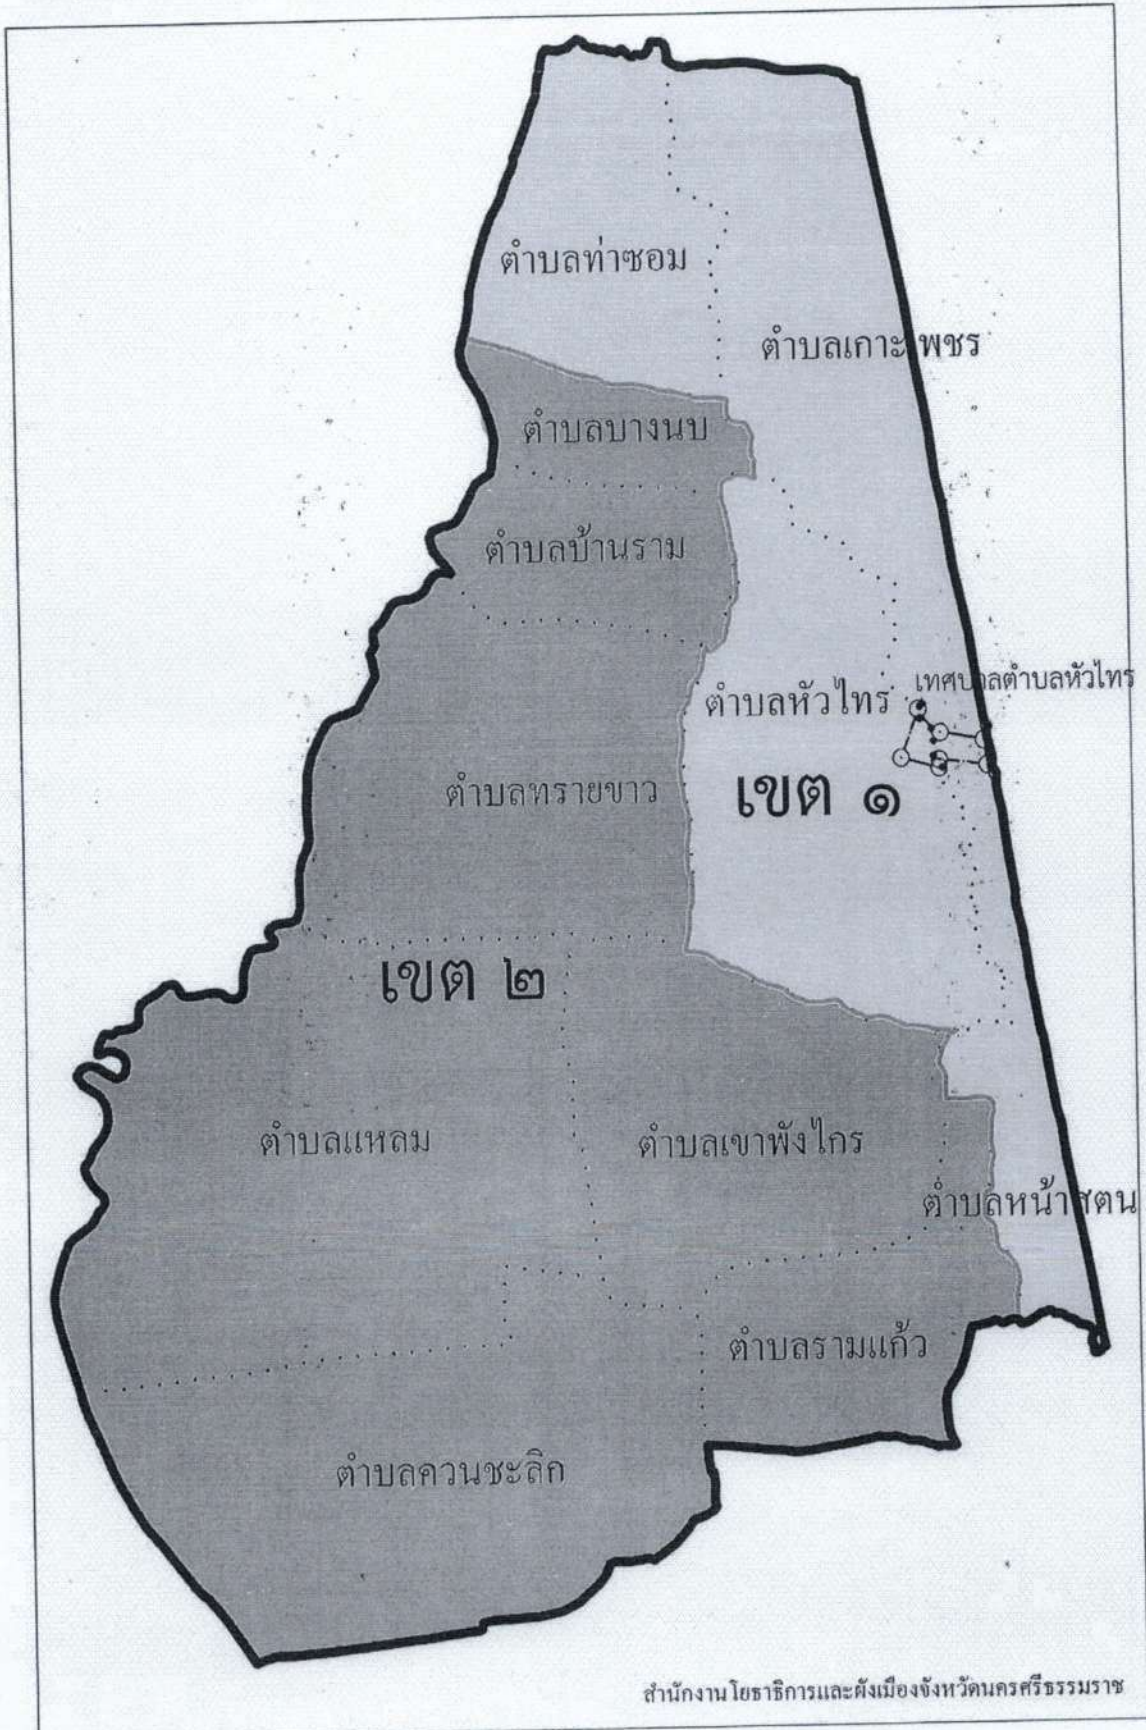 ตำบลท่าซอม
ตำบลเกาะเพชร
ตำบลบางนบ
ตำบลบ้านราม
เทศบาลตำบลหัวไทร
ตำบลหัวไทร
ตำบลทรายขาว
เขต ๑
เขต ๒
ตำบลแหลม
ตำบลเขาพังไกร
ตำบลหน้าสตน
ตำบลรามแก้ว
ตำบลควนชะลิก
สำนักงานโยธาธิการและผังเมืองจังหวัดนครศรีธรรมราช